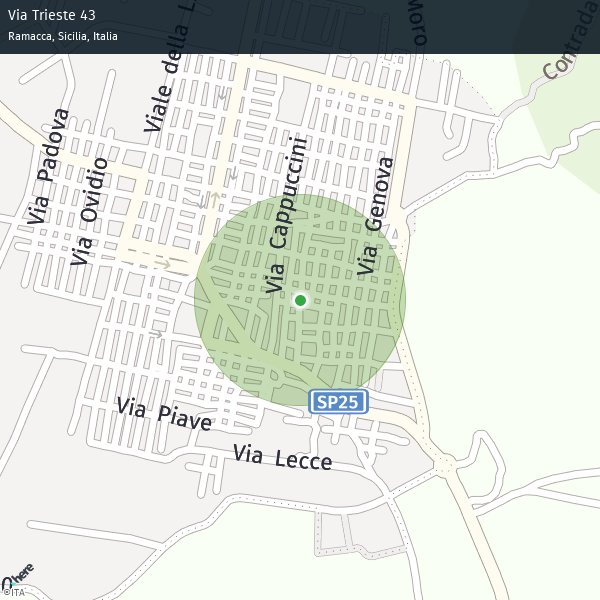 Via Trieste 43
Ramacca, Sicilia, Italia
Viale della L
Moro
Contrada
Via Padova
Via Ovidio
Via Cappuccini
Via Genova
SP25
Via Piave
Via Lecce
here
©ITA